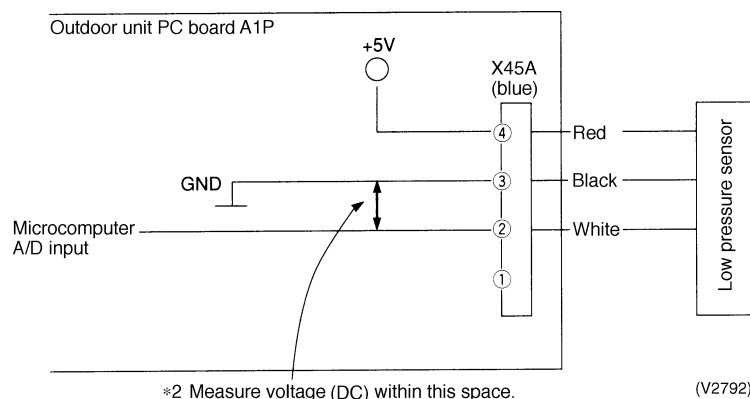 Outdoor unit PC board A1P
+5V
X45A
(blue)
④
Red
GND
③
Black
Microcomputer
A/D input
②
White
①
Low pressure sensor
*2 Measure voltage (DC) within this space.
(V2792)